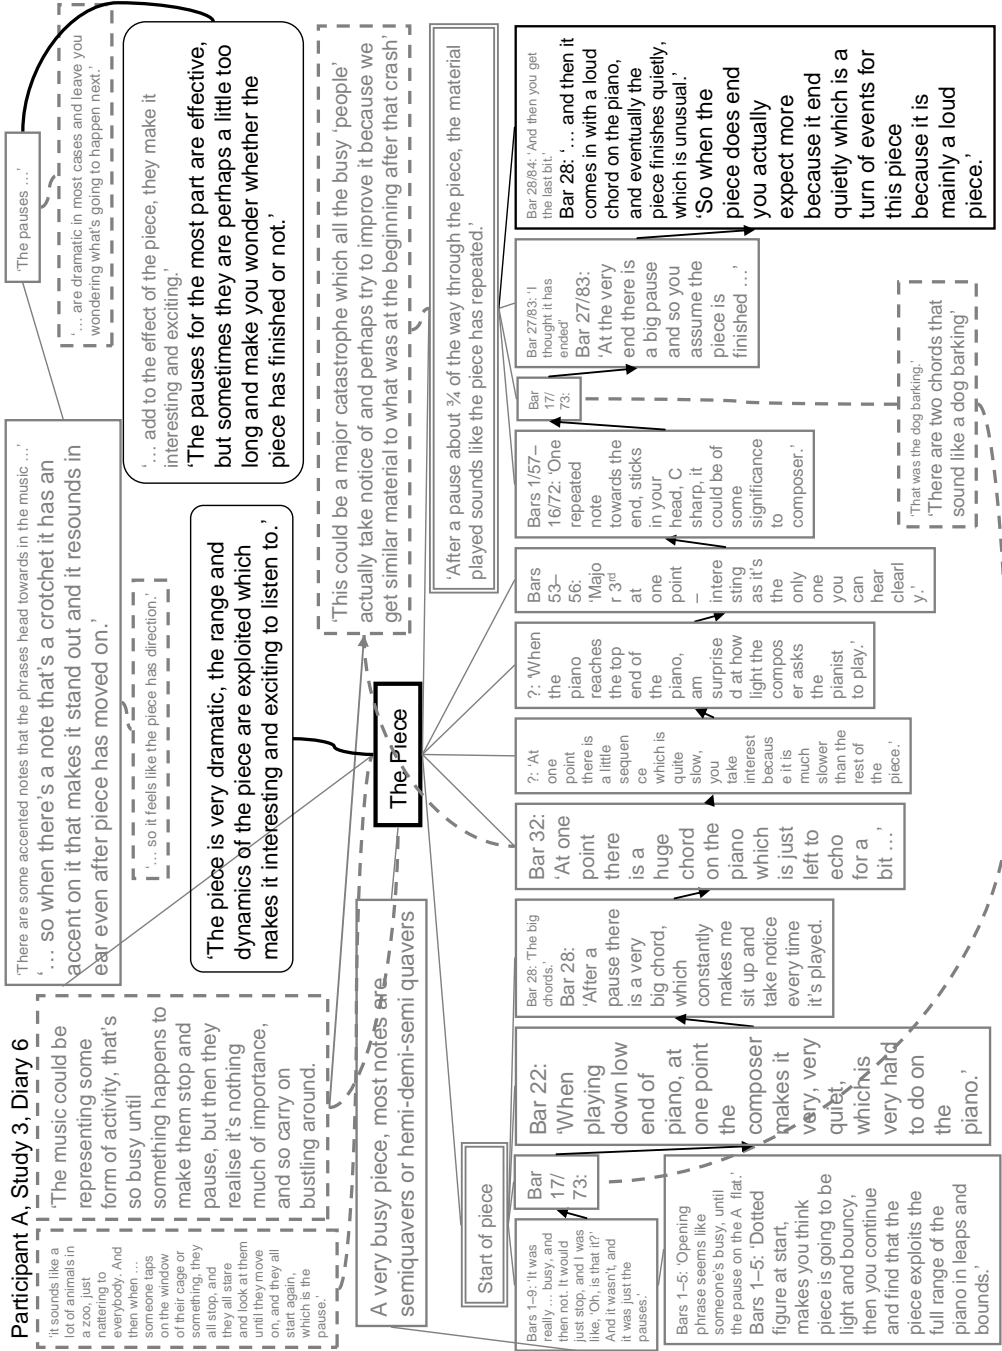 Participant A, Study 3, Diary 6
'it sounds like a
lot of animals in
a zoo, just
nattering to
everybody. And
then when …
someone taps
on the window
of their cage or
something, they
all stop, and
they all stare
and look at them
until they move
on, and they all
start again,
which is the
pause.'
'The music could be
representing some
form of activity, that's
so busy until
something happens to
make them stop and
pause, but then they
realise it's nothing
much of importance,
and so carry on
bustling around.
'There are some accented notes that the phrases head towards in the music …'
'… so when there's a note that's a crotchet it has an
accent on it that makes it stand out and it resounds in
ear even after piece has moved on.'
'… so it feels like the piece has direction.'
'The pauses …'
'… are dramatic in most cases and leave you
wondering what's going to happen next.'
'… add to the effect of the piece, they make it
interesting and exciting.'
'The pauses for the most part are effective,
but sometimes they are perhaps a little too
long and make you wonder whether the
piece has finished or not.'
'The piece is very dramatic, the range and
dynamics of the piece are exploited which
makes it interesting and exciting to listen to.'
'This could be a major catastrophe which all the busy 'people'
actually take notice of and perhaps try to improve it because we
get similar material to what was at the beginning after that crash'
A very busy piece, most notes are
semiquavers or hemi-demi-semi quavers
The Piece
'After a pause about ¾ of the way through the piece, the material
played sounds like the piece has repeated.'
Start of piece
Bars 1–9: 'It was
really … busy, and
then not. It would
just stop, and I was
like, 'Oh, is that it?'
And it wasn't, and
it was just the
pauses.'
Bars 1–5: 'Opening
phrase seems like
someone's busy, until
the pause on the A flat.'
Bars 1–5: 'Dotted
figure at start,
makes you think
piece is going to be
light and bouncy,
then you continue
and find that the
piece exploits the
full range of the
piano in leaps and
bounds.'
Bar
17/
73:
Bar 22:
'When
playing
down low
end of
piano, at
one point
the
composer
makes it
very, very
quiet,
which is
very hard
to do on
the
piano.'
Bar 28: 'The big
chords.'
Bar 28:
'After a
pause there
is a very
big chord,
which
constantly
makes me
sit up and
take notice
every time
it's played.
Bar 32:
'At one
point
there
is a
huge
chord
on the
piano
which
is just
left to
echo
for a
bit …'
?: 'At
one
point
there is
a little
sequen
ce
which is
quite
slow,
you
take
interest
becaus
e it is
much
slower
than the
rest of
the
piece.'
?: 'When
the
piano
reaches
the top
end of
the
piano,
am
surprise
d at how
light the
compos
er asks
the
pianist
to play.'
Bars
53–
56:
'Majo
r 3rd
at
one
point
–
intere
sting
as it's
the
only
one
you
can
hear
clearl
y.'
Bars 1/57–
16/72: 'One
repeated
note
towards the
end, sticks
in your
head, C
sharp, it
could be of
some
significance
to
composer.'
Bar
17/
73:
'That was the dog barking.'
'There are two chords that
sound like a dog barking'
Bar 27/83: 'I
thought it has
ended'
Bar 27/83:
'At the very
end there is
a big pause
and so you
assume the
piece is
finished …'
Bar 28/84: 'And then you get
the last bit.'
Bar 28: '… and then it
comes in with a loud
chord on the piano,
and eventually the
piece finishes quietly,
which is unusual.'
'So when the
piece does end
you actually
expect more
because it end
quietly which is a
turn of events for
this piece
because it is
mainly a loud
piece.'